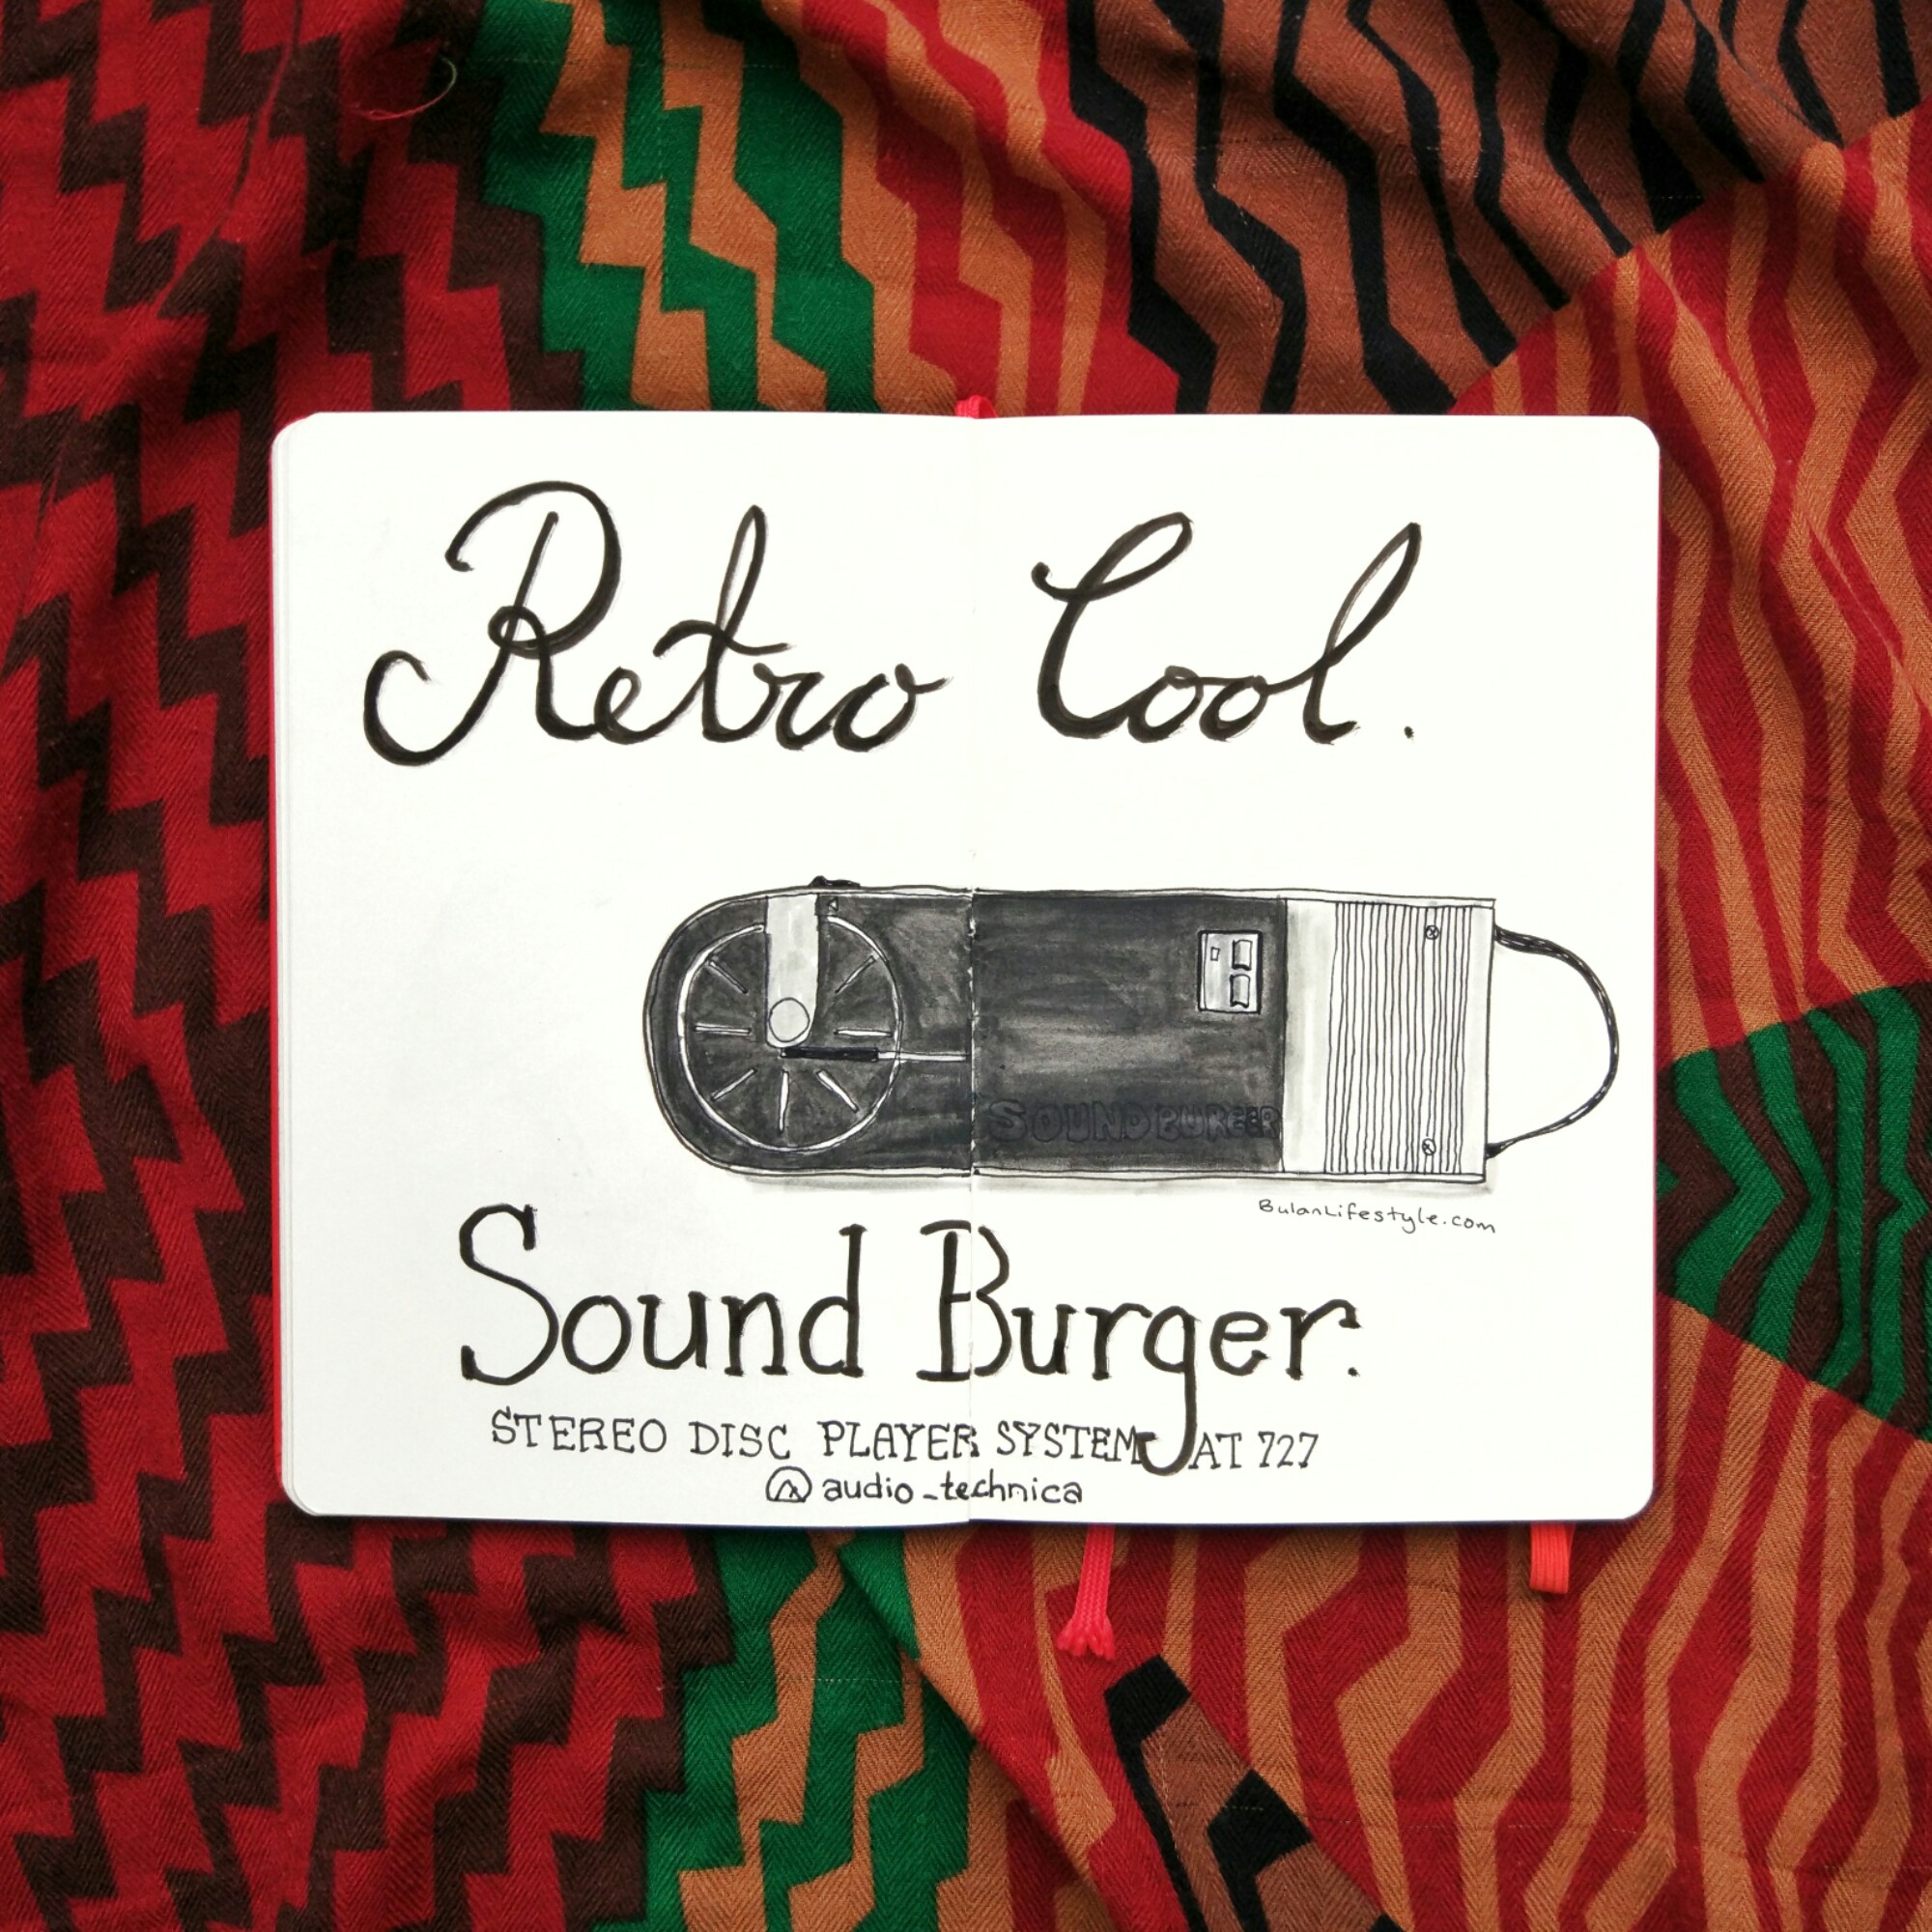 Retro Cool.
SOUND BURGER
BulanLifestyle.com
Sound Burger.
STEREO DISC PLAYER SYSTEM AT 727
audio_technica